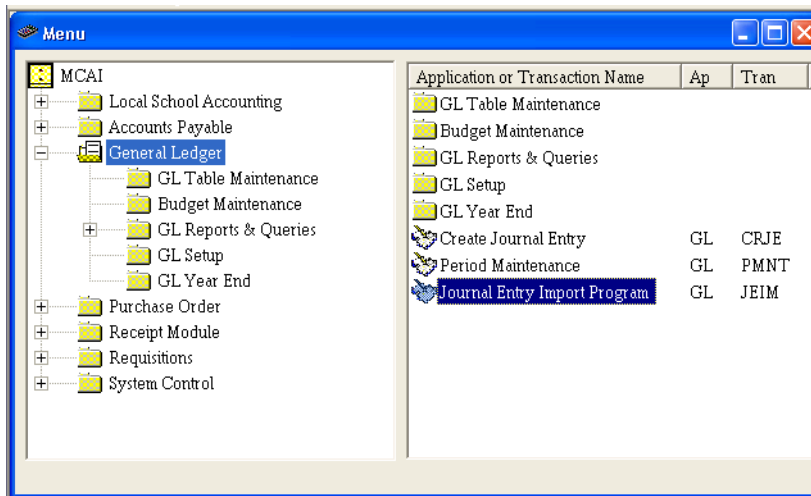 Menu
MCAI
Local School Accounting
Accounts Payable
General Ledger
GL Table Maintenance
Budget Maintenance
GL Reports & Queries
GL Setup
GL Year End
Purchase Order
Receipt Module
Requisitions
System Control
Application or Transaction Name Ap Tran
GL Table Maintenance
Budget Maintenance
GL Reports & Queries
GL Setup
GL Year End
Create Journal Entry GL CRJE
Period Maintenance GL PMNT
Journal Entry Import Program GL JEIM